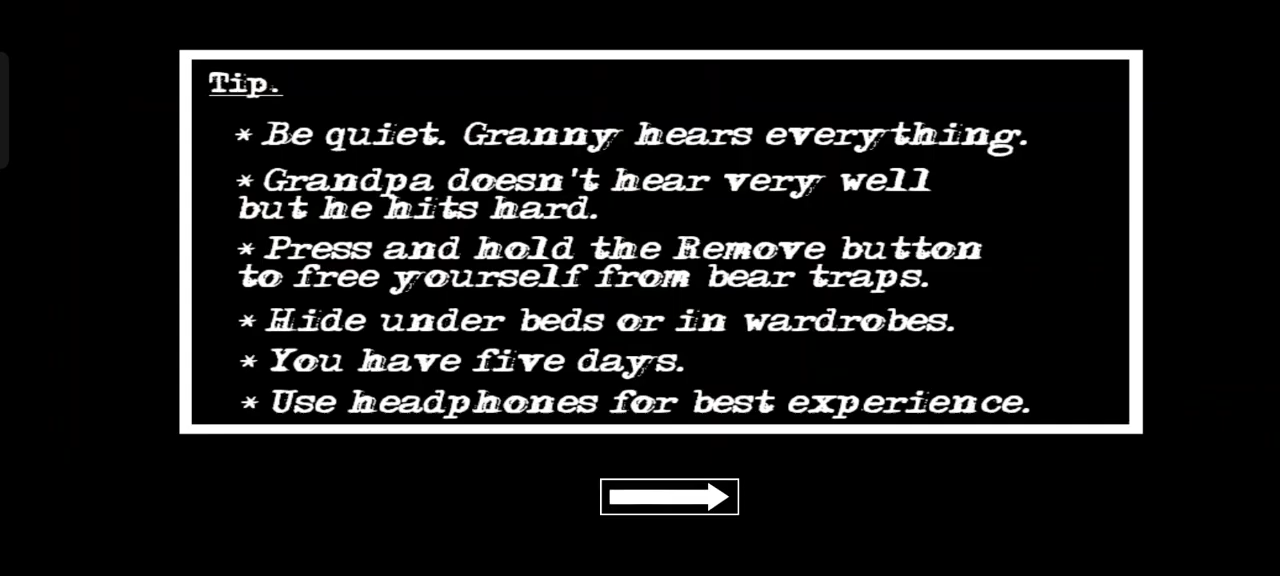 Tip.
* Be quiet. Granny hears everything.
* Grandpa doesn't hear very well
but he hits hard.
* Press and hold the Remove button
to free yourself from bear traps.
* Hide under beds or in wardrobes.
* You have five days.
* Use headphones for best experience.